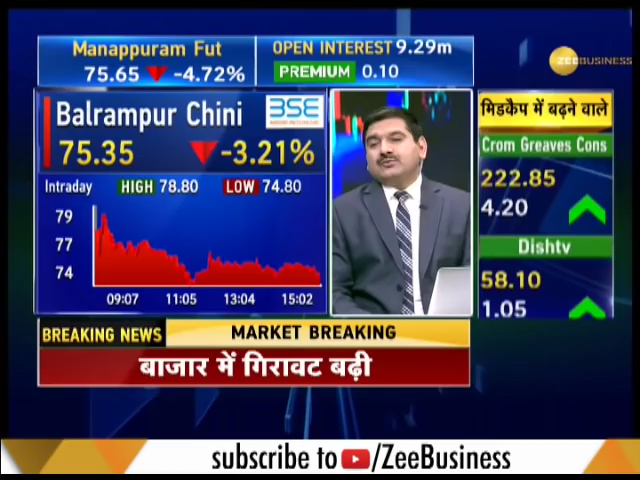 Manappuram Fut
75.65 -4.72%
OPEN INTEREST 9.29m
PREMIUM 0.10
ZEEBUSINESS
Balrampur Chini
BSE
75.35 -3.21%
Intraday HIGH 78.80 LOW 74.80
79
77
74
09:07 11:05 13:04 15:02
मिडकैप में बढ़ने वाले
Crom Greaves Cons
222.85
4.20
Dishtv
58.10
1.05
BREAKING NEWS
MARKET BREAKING
बाजार में गिरावट बढ़ी
subscribe to /ZeeBusiness